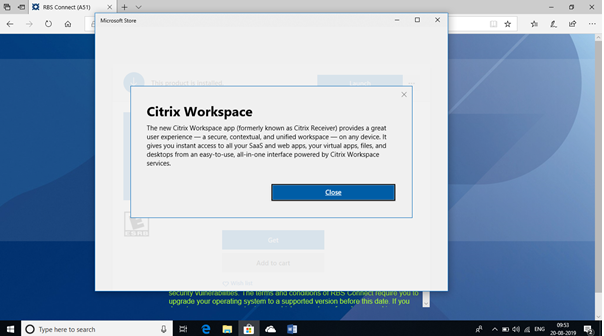 RBS Connect (A51)
Microsoft Store
This product is installed
Citrix Workspace
The new Citrix Workspace app (formerly known as Citrix Receiver) provides a great
user experience — a secure, contextual, and unified workspace — on any device. It
gives you instant access to all your SaaS and web apps, your virtual apps, files, and
desktops from an easy-to-use, all-in-one interface powered by Citrix Workspace
services.
Close
Get
Add to cart
security vulnerabilities. The terms and conditions of RBS Connect require you to
upgrade your operating system to a supported version before this date. If you
Type here to search
ENG
09:53
20-08-2019